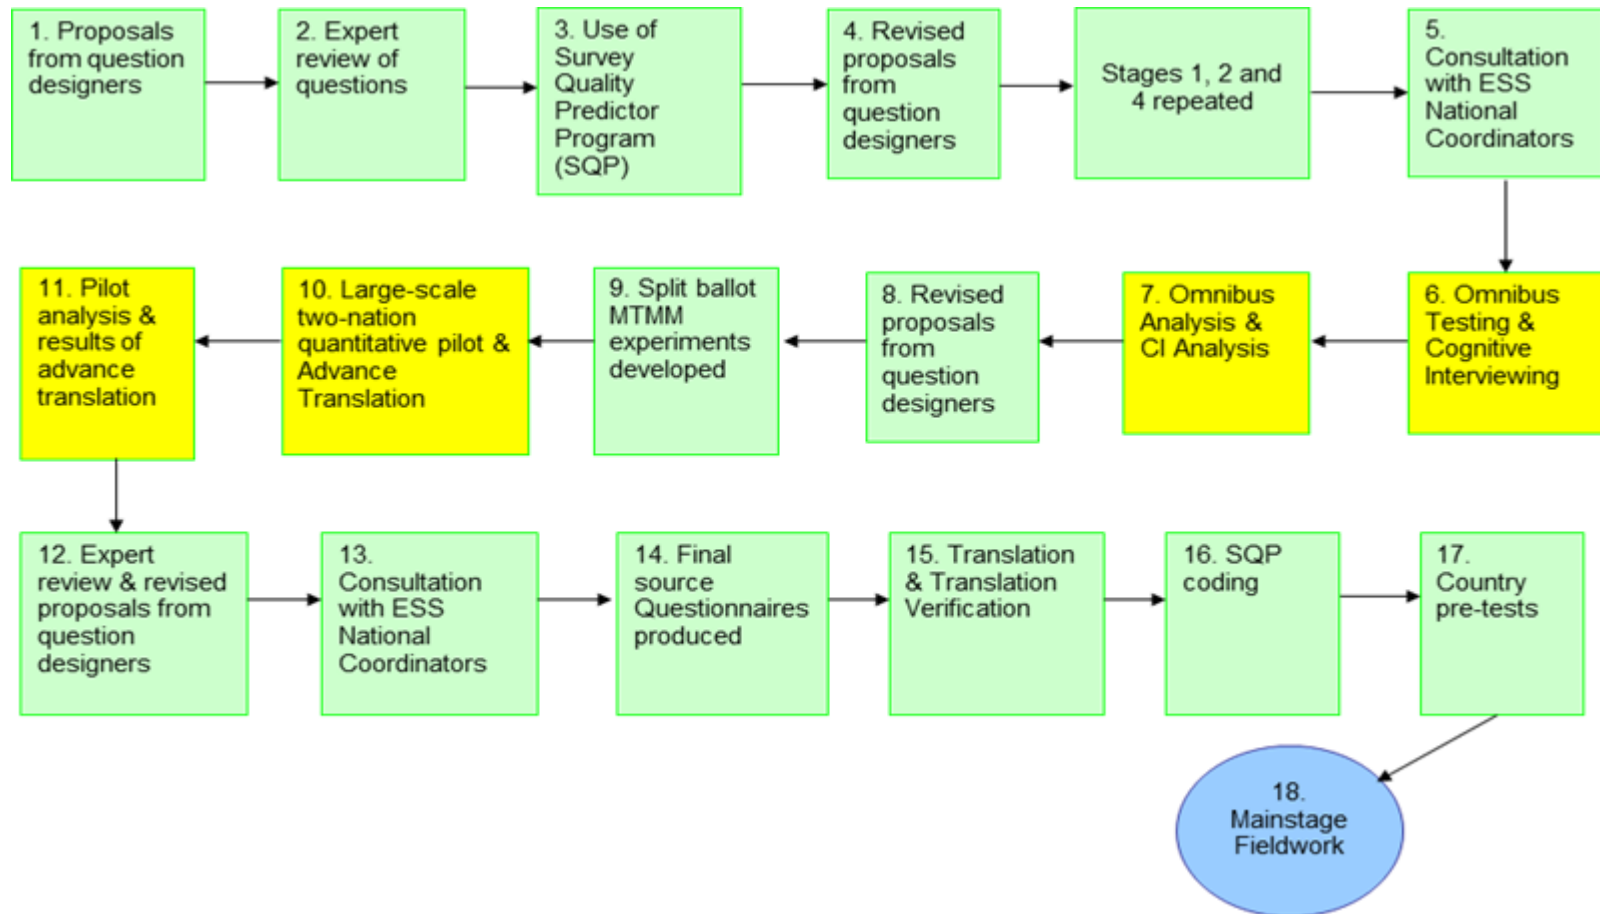 1. Proposals
from question
designers
2. Expert
review of
questions
3. Use of
Survey
Quality
Predictor
Program
(SQP)
4. Revised
proposals
from
question
designers
Stages 1, 2 and
4 repeated
5.
Consultation
with ESS
National
Coordinators
6. Omnibus
Testing &
Cognitive
Interviewing
7. Omnibus
Analysis &
CI Analysis
8. Revised
proposals
from
question
designers
9. Split ballot
MTMM
experiments
developed
10. Large-scale
two-nation
quantitative pilot &
Advance
Translation
11. Pilot
analysis &
results of
advance
translation
12. Expert
review & revised
proposals from
question
designers
13.
Consultation
with ESS
National
Coordinators
14. Final
source
Questionnaires
produced
15. Translation
& Translation
Verification
16. SQP
coding
17.
Country
pre-tests
18.
Mainstage
Fieldwork